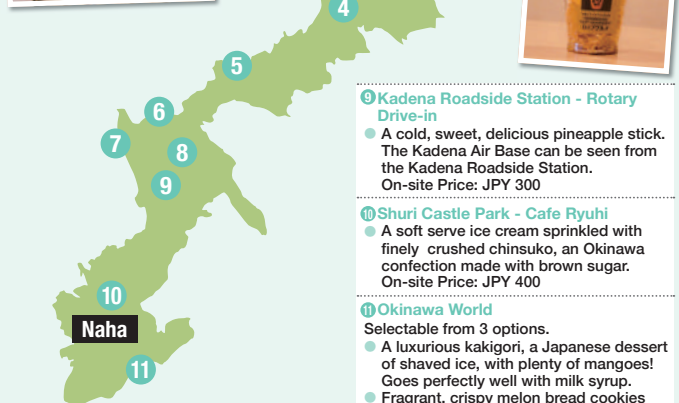 4
5
6
7
8
9
10
Naha
11
❾Kadena Roadside Station - Rotary
Drive-in
● A cold, sweet, delicious pineapple stick.
The Kadena Air Base can be seen from
the Kadena Roadside Station.
On-site Price: JPY 300
❿Shuri Castle Park - Cafe Ryuhi
● A soft serve ice cream sprinkled with
finely crushed chinsuko, an Okinawa
confection made with brown sugar.
On-site Price: JPY 400
⓫Okinawa World
Selectable from 3 options.
● A luxurious kakigori, a Japanese dessert
of shaved ice, with plenty of mangoes!
Goes perfectly well with milk syrup.
● Fragrant, crispy melon bread cookies